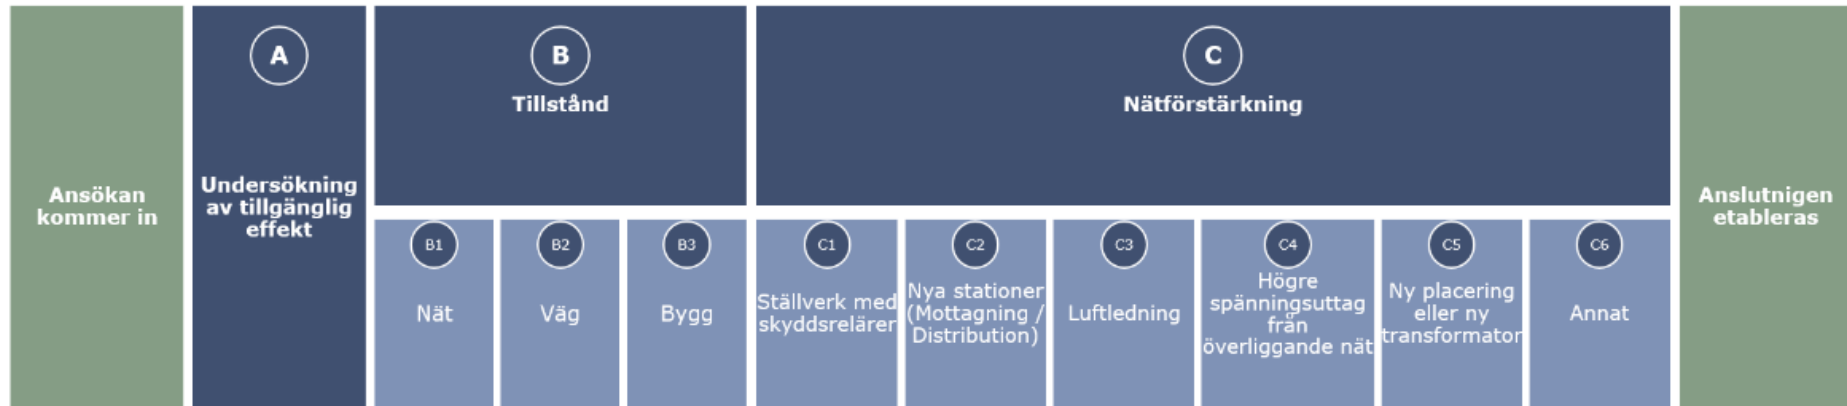 Ansökan
kommer in
A
Undersökning
av tillgänglig
effekt
B
Tillstånd
B1
Nät
B2
Väg
B3
Bygg
C
Nätförstärkning
C1
Ställverk med
skyddsrelärer
C2
Nya stationer
(Mottagning /
Distribution)
C3
Luftledning
C4
Högre
spänningsuttag
från
överliggande nät
C5
Ny placering
eller ny
transformator
C6
Annat
Anslutnigen
etableras